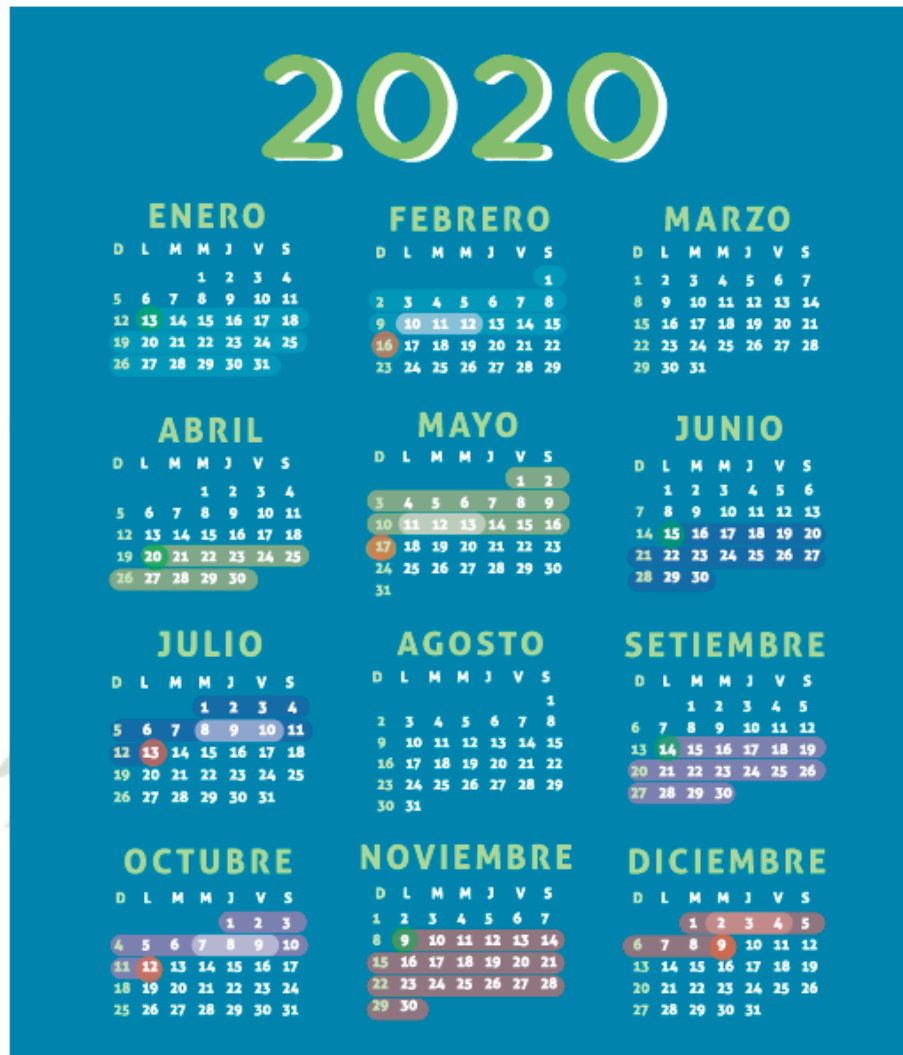 2020
ENERO
D L M M J V S
1 2 3 4
5 6 7 8 9 10 11
12 13 14 15 16 17 18
19 20 21 22 23 24 25
26 27 28 29 30 31
FEBRERO
D L M M J V S
1
2 3 4 5 6 7 8
9 10 11 12 13 14 15
16 17 18 19 20 21 22
23 24 25 26 27 28 29
MARZO
D L M M J V S
1 2 3 4 5 6 7
8 9 10 11 12 13 14
15 16 17 18 19 20 21
22 23 24 25 26 27 28
29 30 31
ABRIL
D L M M J V S
1 2 3 4
5 6 7 8 9 10 11
12 13 14 15 16 17 18
19 20 21 22 23 24 25
26 27 28 29 30
MAYO
D L M M J V S
1 2
3 4 5 6 7 8 9
10 11 12 13 14 15 16
17 18 19 20 21 22 23
24 25 26 27 28 29 30
31
JUNIO
D L M M J V S
1 2 3 4 5 6
7 8 9 10 11 12 13
14 15 16 17 18 19 20
21 22 23 24 25 26 27
28 29 30
JULIO
D L M M J V S
1 2 3 4
5 6 7 8 9 10 11
12 13 14 15 16 17 18
19 20 21 22 23 24 25
26 27 28 29 30 31
AGOSTO
D L M M J V S
1
2 3 4 5 6 7 8
9 10 11 12 13 14 15
16 17 18 19 20 21 22
23 24 25 26 27 28 29
30 31
SETIEMBRE
D L M M J V S
1 2 3 4 5
6 7 8 9 10 11 12
13 14 15 16 17 18 19
20 21 22 23 24 25 26
27 28 29 30
OCTUBRE
D L M M J V S
1 2 3
4 5 6 7 8 9 10
11 12 13 14 15 16 17
18 19 20 21 22 23 24
25 26 27 28 29 30 31
NOVIEMBRE
D L M M J V S
1 2 3 4 5 6 7
8 9 10 11 12 13 14
15 16 17 18 19 20 21
22 23 24 25 26 27 28
29 30
DICIEMBRE
D L M M J V S
1 2 3 4 5
6 7 8 9 10 11 12
13 14 15 16 17 18 19
20 21 22 23 24 25 26
27 28 29 30 31